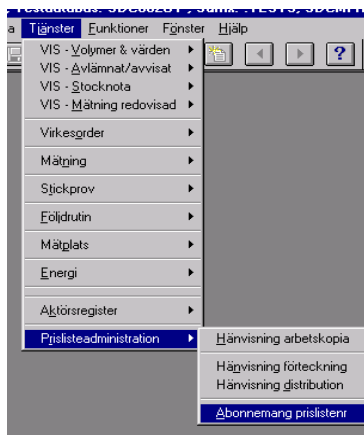 Tjänster Funktioner Fönster Hjälp
VIS - Volymer & värden
VIS - Avlämnat/avvisat
VIS - Stocknota
VIS - Mätning redovisad
Virkesorder
Mätning
Stickprov
Följdrutin
Mätplats
Energi
Aktörsregister
Prislisteadministration
Hänvisning arbetskopia
Hänvisning förteckning
Hänvisning distribution
Abonnemang prislistenr